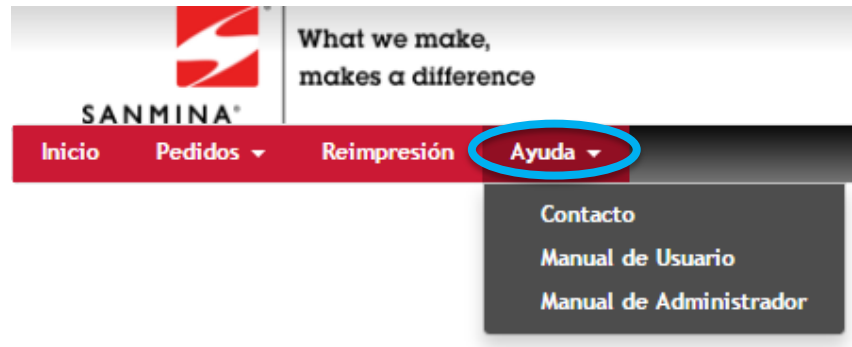 What we make,
makes a difference
SANMINA®
Inicio Pedidos Reimpresión Ayuda
Contacto
Manual de Usuario
Manual de Administrador